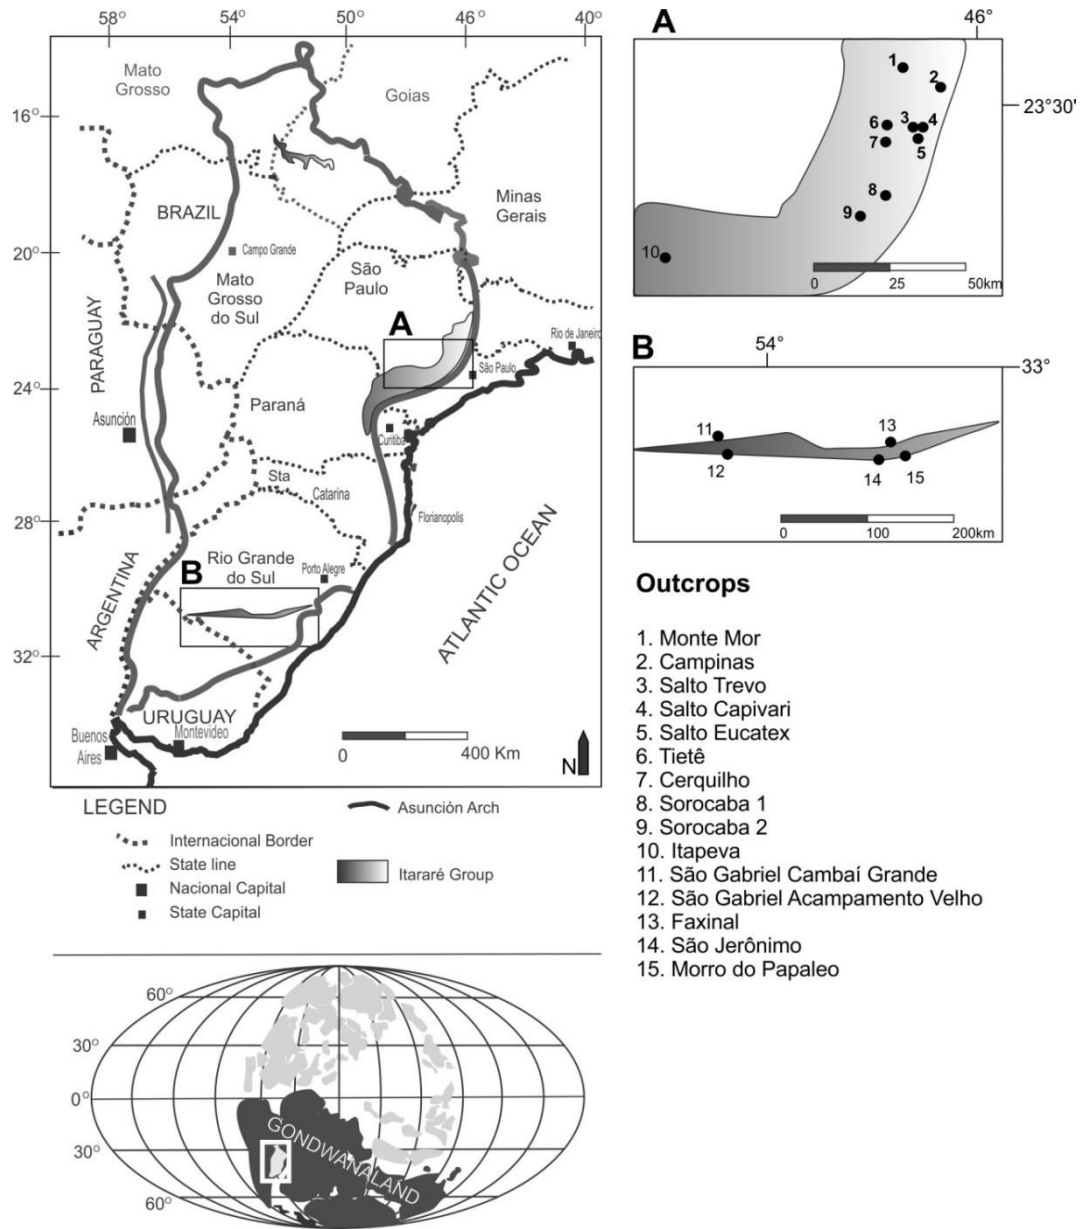 58° 54° 50° 46° 40°
16°
20°
24°
28°
32°
Mato
Grosso
Goias
Minas
Gerais
BRAZIL
Campo Grande
Mato
Grosso
do Sul
São
Paulo
PARAGUAY
A
Rio de Janeiro
São Paulo
Asunción
Paraná
Curitiba
Sta
Catarina
Florianopolis
Rio Grande
do Sul
Porto Alegre
B
ARGENTINA
ATLANTIC OCEAN
URUGUAY
Montevideo
Buenos
Aires
0 400 Km
N
LEGEND
Internacional Border
State line
Nacional Capital
State Capital
Asunción Arch
Itararé Group
60°
30°
0°
30°
60°
GONDWANALAND
A
46°
23°30'
1
2
3 4
5
6
7
8
9
10
0 25 50km
B
54°
33°
11
12
13
14
15
0 100 200km
Outcrops
1. Monte Mor
2. Campinas
3. Salto Trevo
4. Salto Capivari
5. Salto Eucatex
6. Tietê
7. Cerquilho
8. Sorocaba 1
9. Sorocaba 2
10. Itapeva
11. São Gabriel Cambaí Grande
12. São Gabriel Acampamento Velho
13. Faxinal
14. São Jerônimo
15. Morro do Papaleo